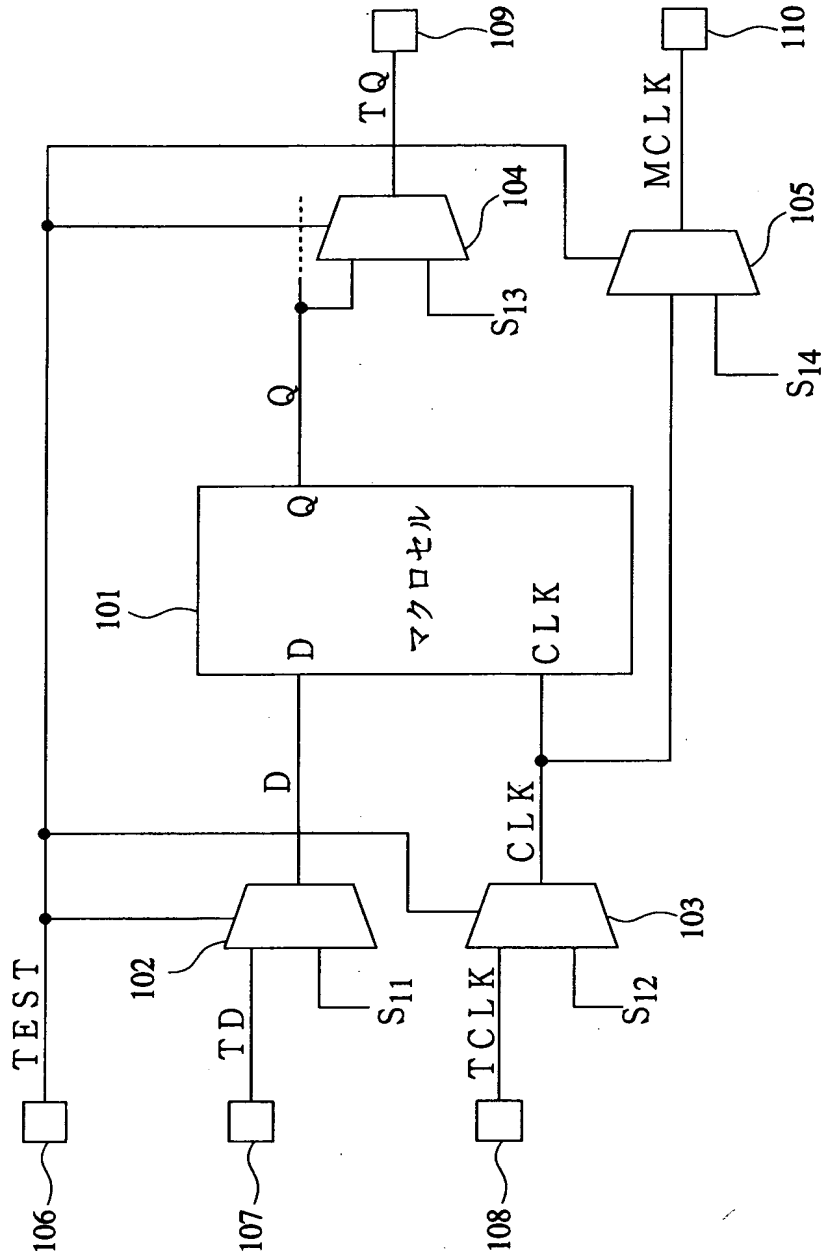 106
TEST
107
TD
102
S11
108
TCLK
S12
103
D
CLK
101
D
Q
マクロセル
CLK
Q
S13
104
TQ
109
S14
105
MCLK
110